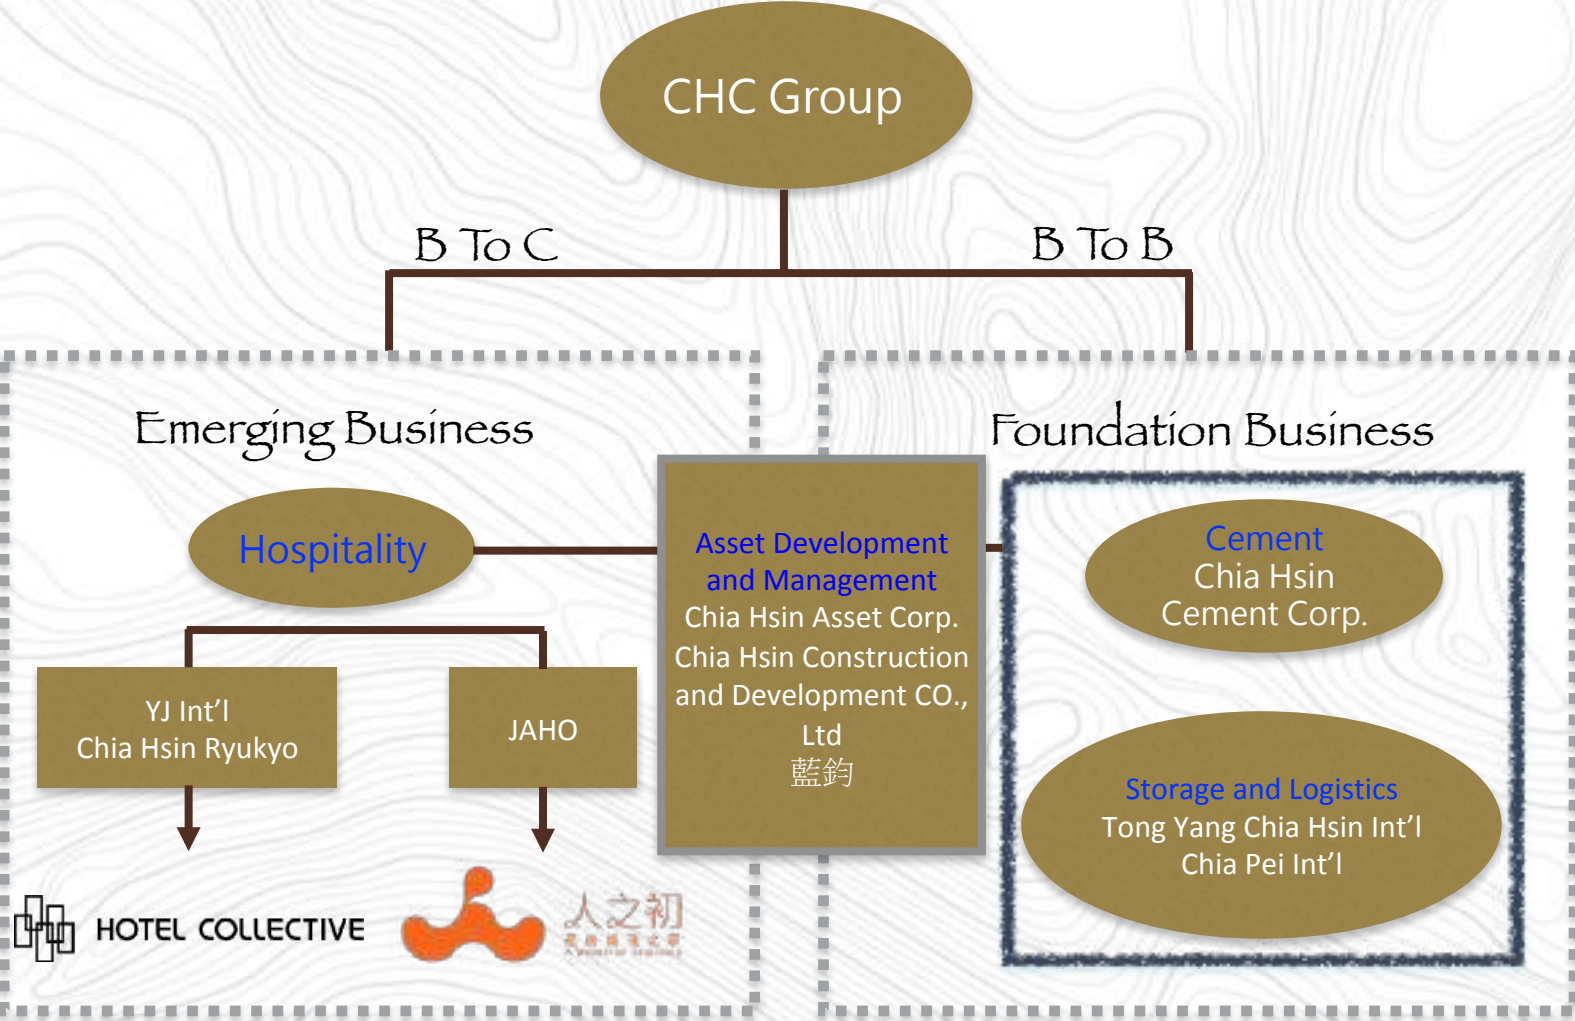 CHC Group
B To C
B To B
Emerging Business
Foundation Business
Hospitality
Asset Development
and Management
Chia Hsin Asset Corp.
Chia Hsin Construction
and Development CO.,
Ltd
藍鈞
Cement
Chia Hsin
Cement Corp.
YJ Int'l
Chia Hsin Ryukyo
JAHO
Storage and Logistics
Tong Yang Chia Hsin Int'l
Chia Pei Int'l
HOTEL COLLECTIVE
人之初